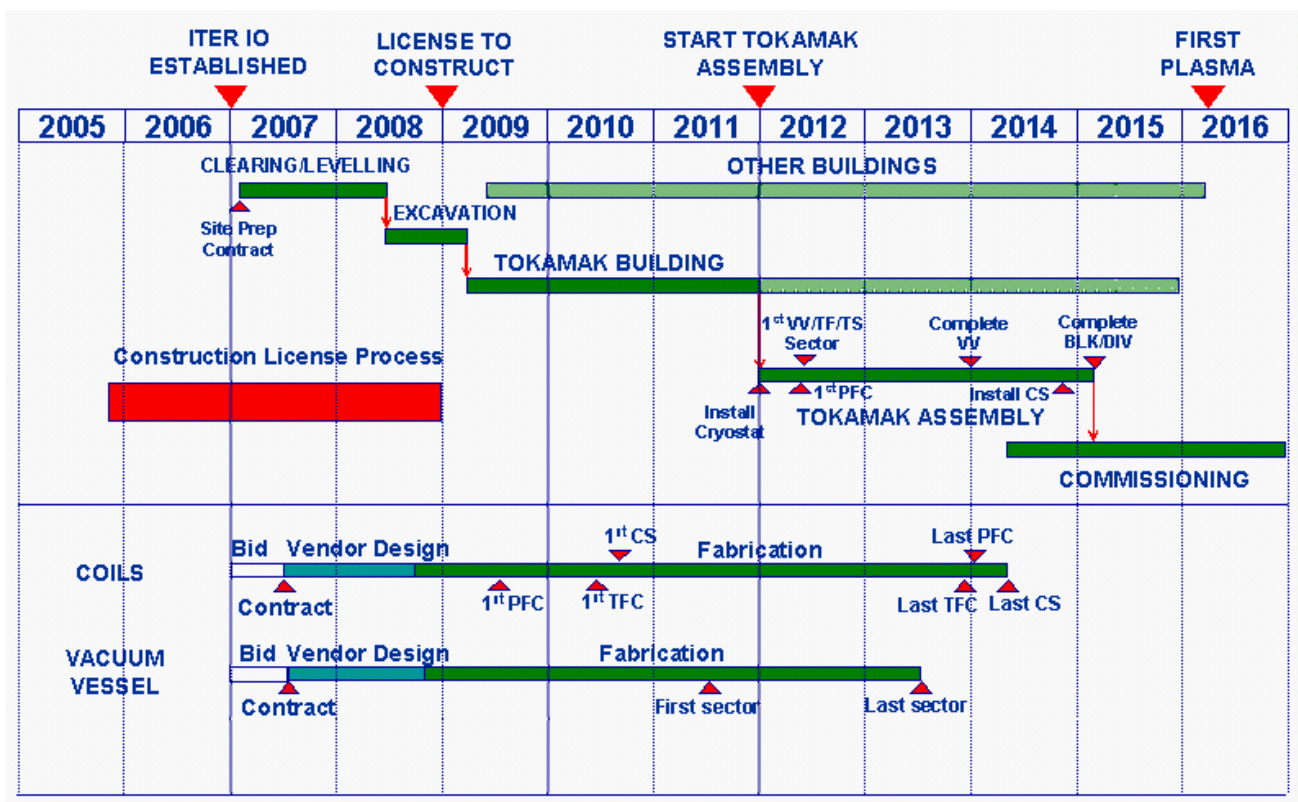 ITER IO
ESTABLISHED
LICENSE TO
CONSTRUCT
START TOKAMAK
ASSEMBLY
FIRST
PLASMA
2005 2006 2007 2008 2009 2010 2011 2012 2013 2014 2015 2016
CLEARING/LEVELLING
OTHER BUILDINGS
Site Prep
Contract
EXCAVATION
TOKAMAK BUILDING
1st VV/TF/TS
Sector
Complete
VV
Complete
BLK/DIV
Construction License Process
Install
Cryostat
1st PFC
Install CS
TOKAMAK ASSEMBLY
COMMISSIONING
COILS
Bid Vendor Design
1rt CS
Fabrication
Last PFC
Contract
1st PFC
1st TFC
Last TFC
Last CS
VACUUM
VESSEL
Bid Vendor Design
Fabrication
Contract
First sector
Last sector